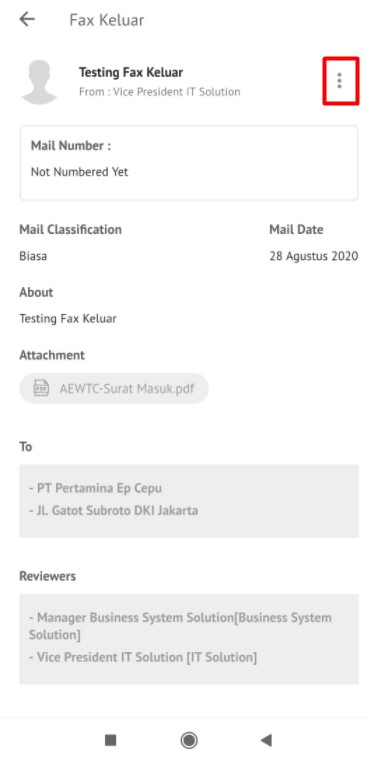 Fax Keluar
Testing Fax Keluar
From : Vice President IT Solution
Mail Number :
Not Numbered Yet
Mail Classification
Mail Date
Biasa
28 Agustus 2020
About
Testing Fax Keluar
Attachment
PDF
AEWTC-Surat Masuk.pdf
To
- PT Pertamina Ep Cepu
- Jl. Gatot Subroto DKI Jakarta
Reviewers
- Manager Business System Solution[Business System
Solution]
- Vice President IT Solution [IT Solution]